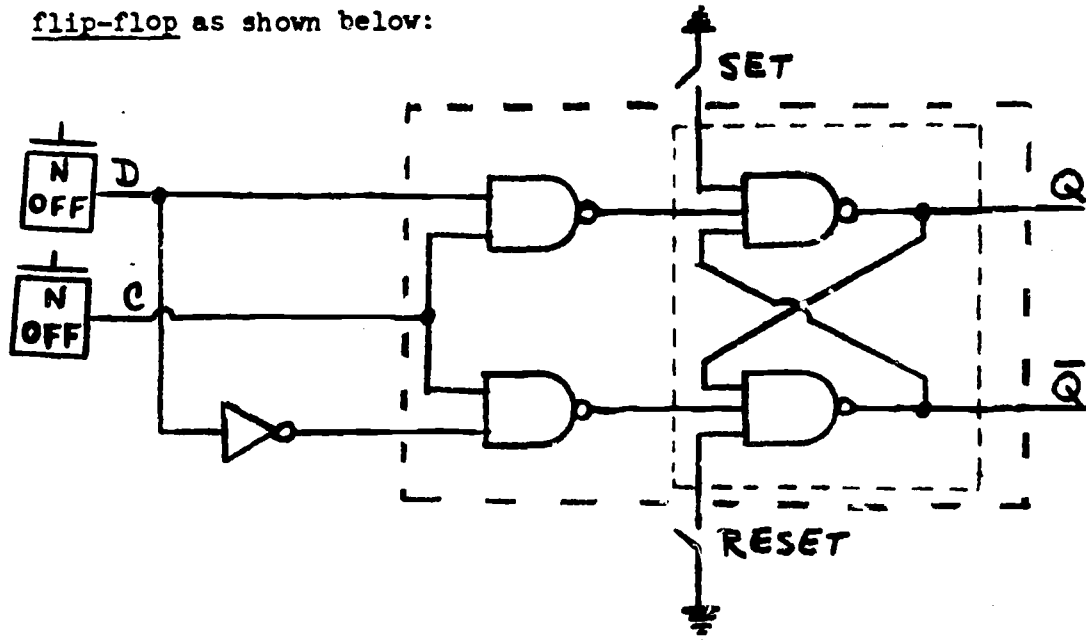 flip-flop as shown below:
SET
N
OFF
D
Q
N
OFF
C
Q̅
RESET